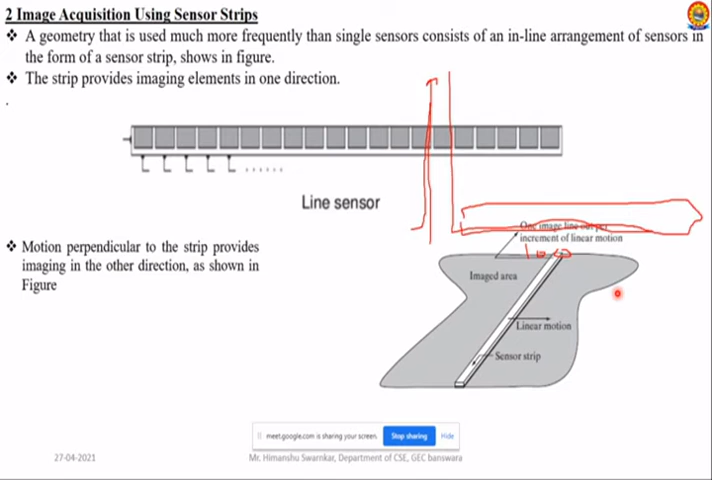 2 Image Acquisition Using Sensor Strips
❖ A geometry that is used much more frequently than single sensors consists of an in-line arrangement of sensors in
the form of a sensor strip, shows in figure.
❖ The strip provides imaging elements in one direction.
.
Line sensor
One image line out per
increment of linear motion
100
❖ Motion perpendicular to the strip provides
imaging in the other direction, as shown in
Figure
Imaged area
Linear motion
Sensor strip
meet.google.com is sharing your screen. Stop sharing Hide
27-04-2021 Mr. Himanshu Swarnkar, Department of CSE, GEC banswara